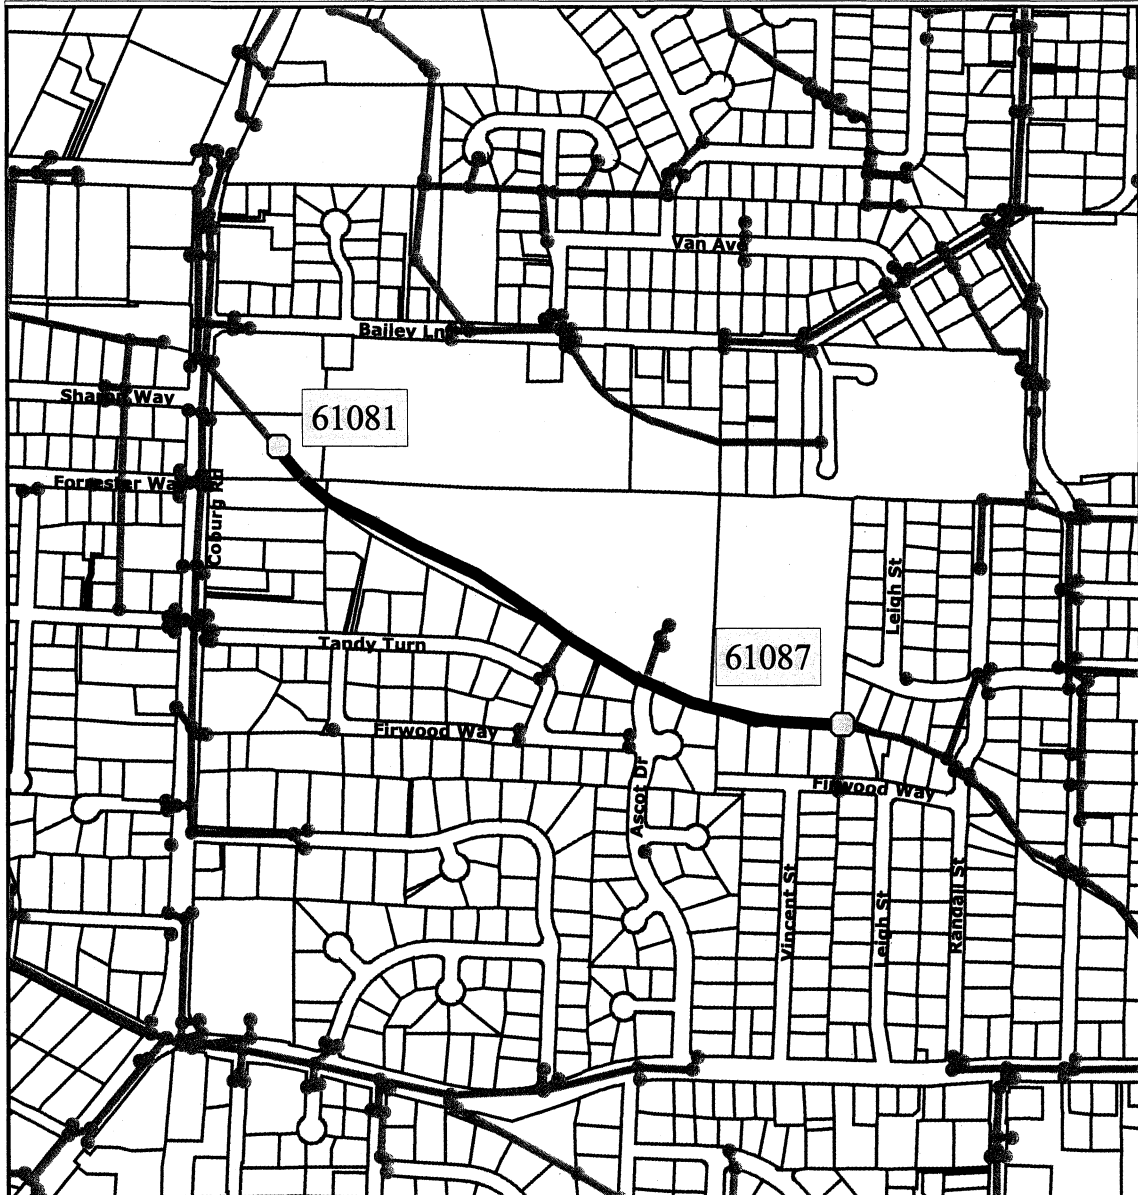 Van Ave
Bailey Ln
61081
Sharon Way
Forrester Way
Coburg Rd
Leigh St
Tandy Turn
61087
Firwood Way
Ascot Dr
Firwood Way
Vincent St
Leigh St
Randall St